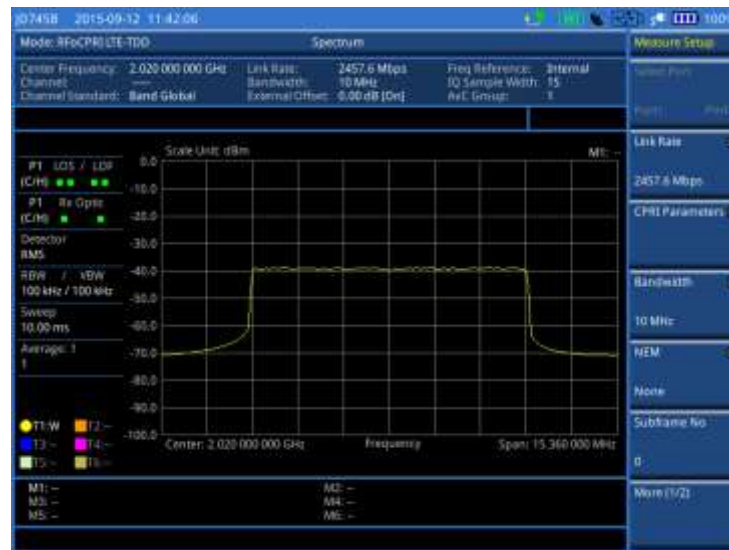 JD745B 2015-09-12 11:42:06
100%
Mode: RFoCPRI LTE-TDD Spectrum
Measure Setup
Center Frequency: 2.020 000 000 GHz Link Rate: 2457.6 Mbps Freq Reference: Internal
Channel: --- Bandwidth: 10 MHz IQ Sample Width: 15
Channel Standard: Band Global External Offset: 0.00 dB [On] AxC Group: 1
Select Port
Scale Unit: dBm M1: --
P1 LOS / LOF
(C/H)
P1 Rx Optic
(C/H)
Detector
RMS
RBW / VBW
100 kHz / 100 kHz
Sweep
10.00 ms
Average: 1
1
T1:W T2:--
T3:-- T4:--
T5:-- T6:--
0.0
-10.0
-20.0
-30.0
-40.0
-50.0
-60.0
-70.0
-80.0
-90.0
-100.0
Center: 2.020 000 000 GHz Frequency Span: 15.360 000 MHz
M1: -- M2: --
M3: -- M4: --
M5: -- M6: --
Link Rate
2457.6 Mbps
CPRI Parameters
Bandwidth
10 MHz
NEM
None
Subframe No
0
More (1/2)